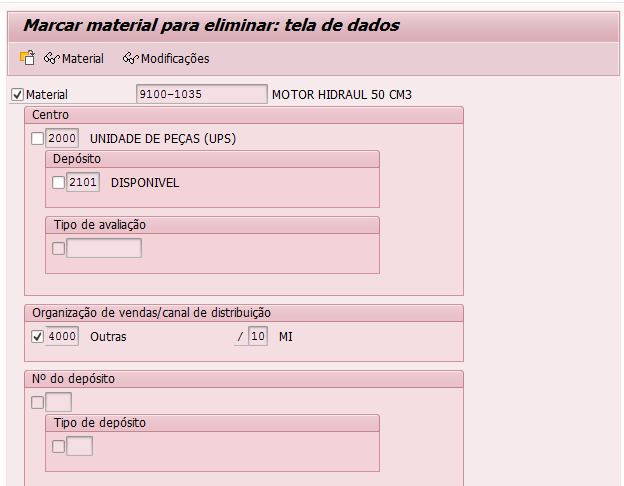 Marcar material para eliminar: tela de dados
Material Modificações
Material 9100-1035 MOTOR HIDRAUL 50 CM3
Centro
2000 UNIDADE DE PEÇAS (UPS)
Depósito
2101 DISPONIVEL
Tipo de avaliação
Organização de vendas/canal de distribuição
4000 Outras / 10 MI
Nº do depósito
Tipo de depósito